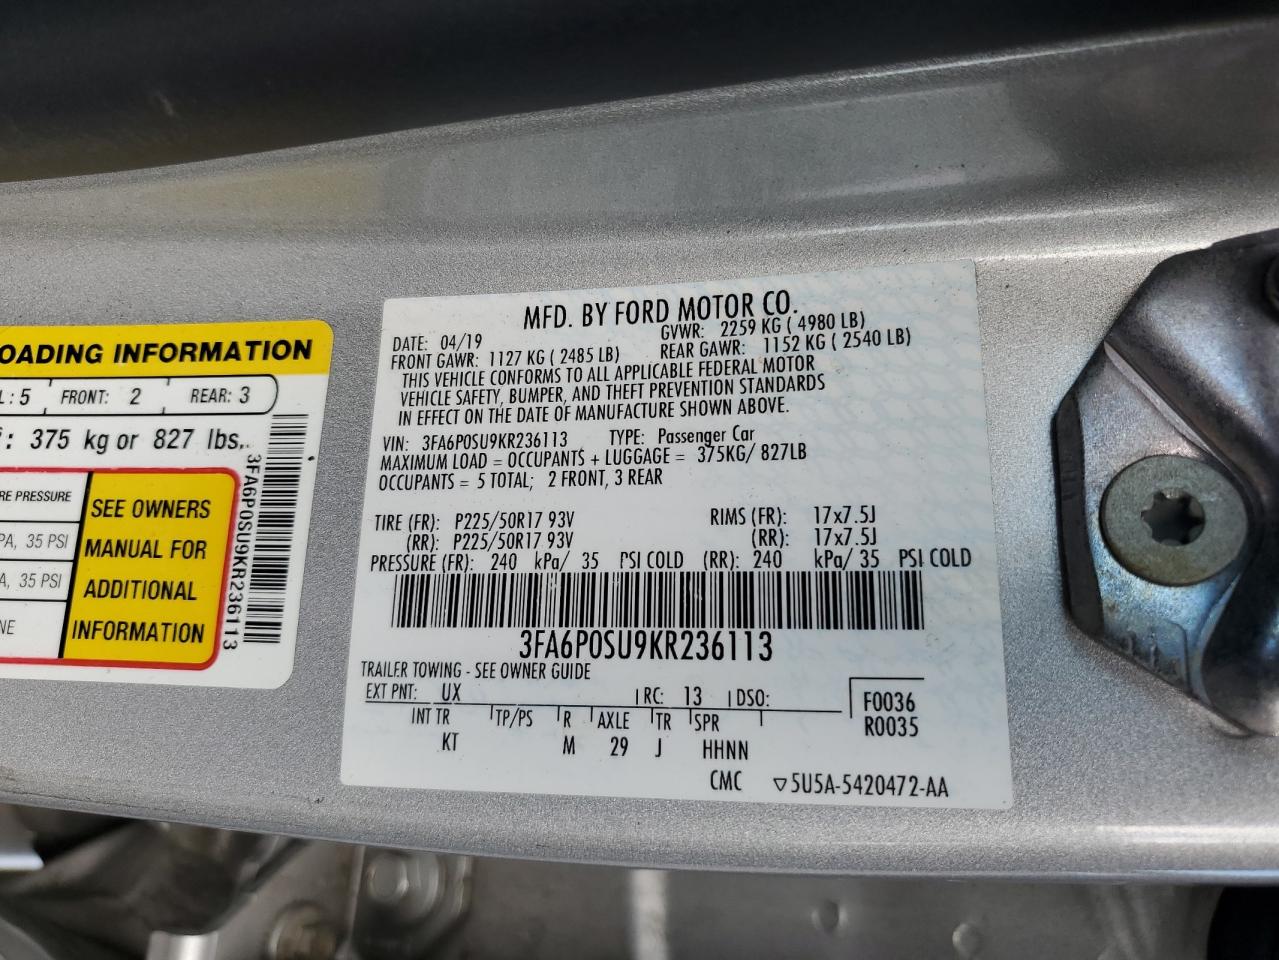 OADING INFORMATION
L: 5 FRONT: 2 REAR: 3
: 375 kg or 827 lbs.
RE PRESSURE
PA, 35 PSI
A, 35 PSI
NE
SEE OWNERS
MANUAL FOR
ADDITIONAL
INFORMATION
3FA6P0SU9KR236113
MFD. BY FORD MOTOR CO.
DATE: 04/19 GVWR: 2259 KG ( 4980 LB)
FRONT GAWR: 1127 KG ( 2485 LB) REAR GAWR: 1152 KG ( 2540 LB)
THIS VEHICLE CONFORMS TO ALL APPLICABLE FEDERAL MOTOR
VEHICLE SAFETY, BUMPER, AND THEFT PREVENTION STANDARDS
IN EFFECT ON THE DATE OF MANUFACTURE SHOWN ABOVE.
VIN: 3FA6P0SU9KR236113 TYPE: Passenger Car
MAXIMUM LOAD = OCCUPANTS + LUGGAGE = 375KG/ 827LB
OCCUPANTS = 5 TOTAL; 2 FRONT, 3 REAR
TIRE (FR): P225/50R17 93V RIMS (FR): 17x7.5J
(RR): P225/50R17 93V (RR): 17x7.5J
PRESSURE (FR): 240 kPa/ 35 PSI COLD (RR): 240 kPa/ 35 PSI COLD
3FA6P0SU9KR236113
TRAILER TOWING - SEE OWNER GUIDE
EXT PNT: UX RC: 13 DSO: F0036
INT TR TP/PS R AXLE TR SPR R0035
KT M 29 J HHNN
CMC ▽5U5A-5420472-AA